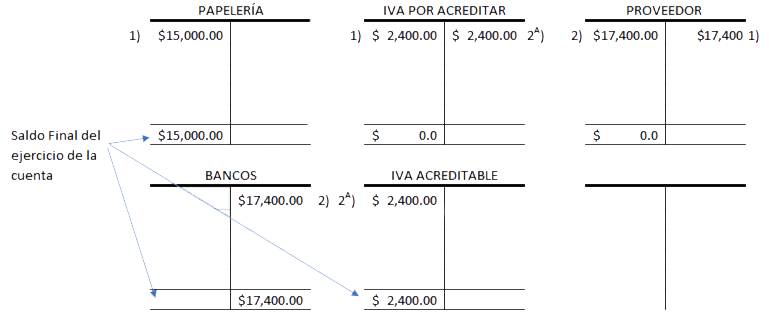 PAPELERÍA IVA POR ACREDITAR PROVEEDOR
1) $15,000.00 1) $ 2,400.00 $ 2,400.00 2A) 2) $17,400.00 $17,400 1)
Saldo Final del
ejercicio de la
cuenta
$15,000.00 $ 0.0 $ 0.0
BANCOS IVA ACREDITABLE
$17,400.00 2) 2A) $ 2,400.00
$17,400.00 $ 2,400.00